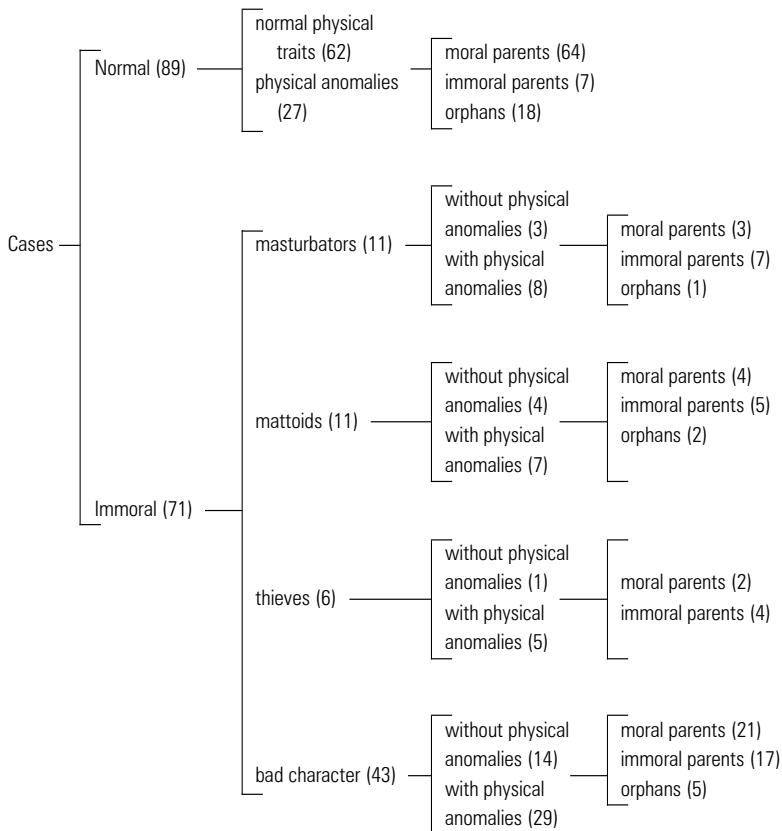 Cases
Normal (89)
normal physical
traits (62)
physical anomalies
(27)
moral parents (64)
immoral parents (7)
orphans (18)
Immoral (71)
masturbators (11)
without physical
anomalies (3)
with physical
anomalies (8)
moral parents (3)
immoral parents (7)
orphans (1)
mattoids (11)
without physical
anomalies (4)
with physical
anomalies (7)
moral parents (4)
immoral parents (5)
orphans (2)
thieves (6)
without physical
anomalies (1)
with physical
anomalies (5)
moral parents (2)
immoral parents (4)
bad character (43)
without physical
anomalies (14)
with physical
anomalies (29)
moral parents (21)
immoral parents (17)
orphans (5)